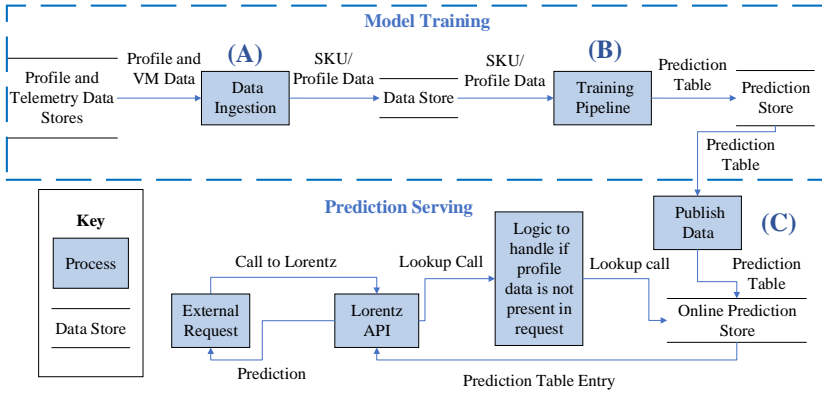 Model Training
(A)
(B)
Profile and
Telemetry Data
Stores
Profile and
VM Data
Data
Ingestion
SKU/
Profile Data
Data Store
SKU/
Profile Data
Training
Pipeline
Prediction
Table
Prediction
Store
Prediction
Table
Key
Process
Data Store
Prediction Serving
Publish
Data
(C)
Prediction
Table
Call to Lorentz
External
Request
Lorentz
API
Prediction
Lookup Call
Logic to
handle if
profile
data is not
present in
request
Lookup call
Online Prediction
Store
Prediction Table Entry